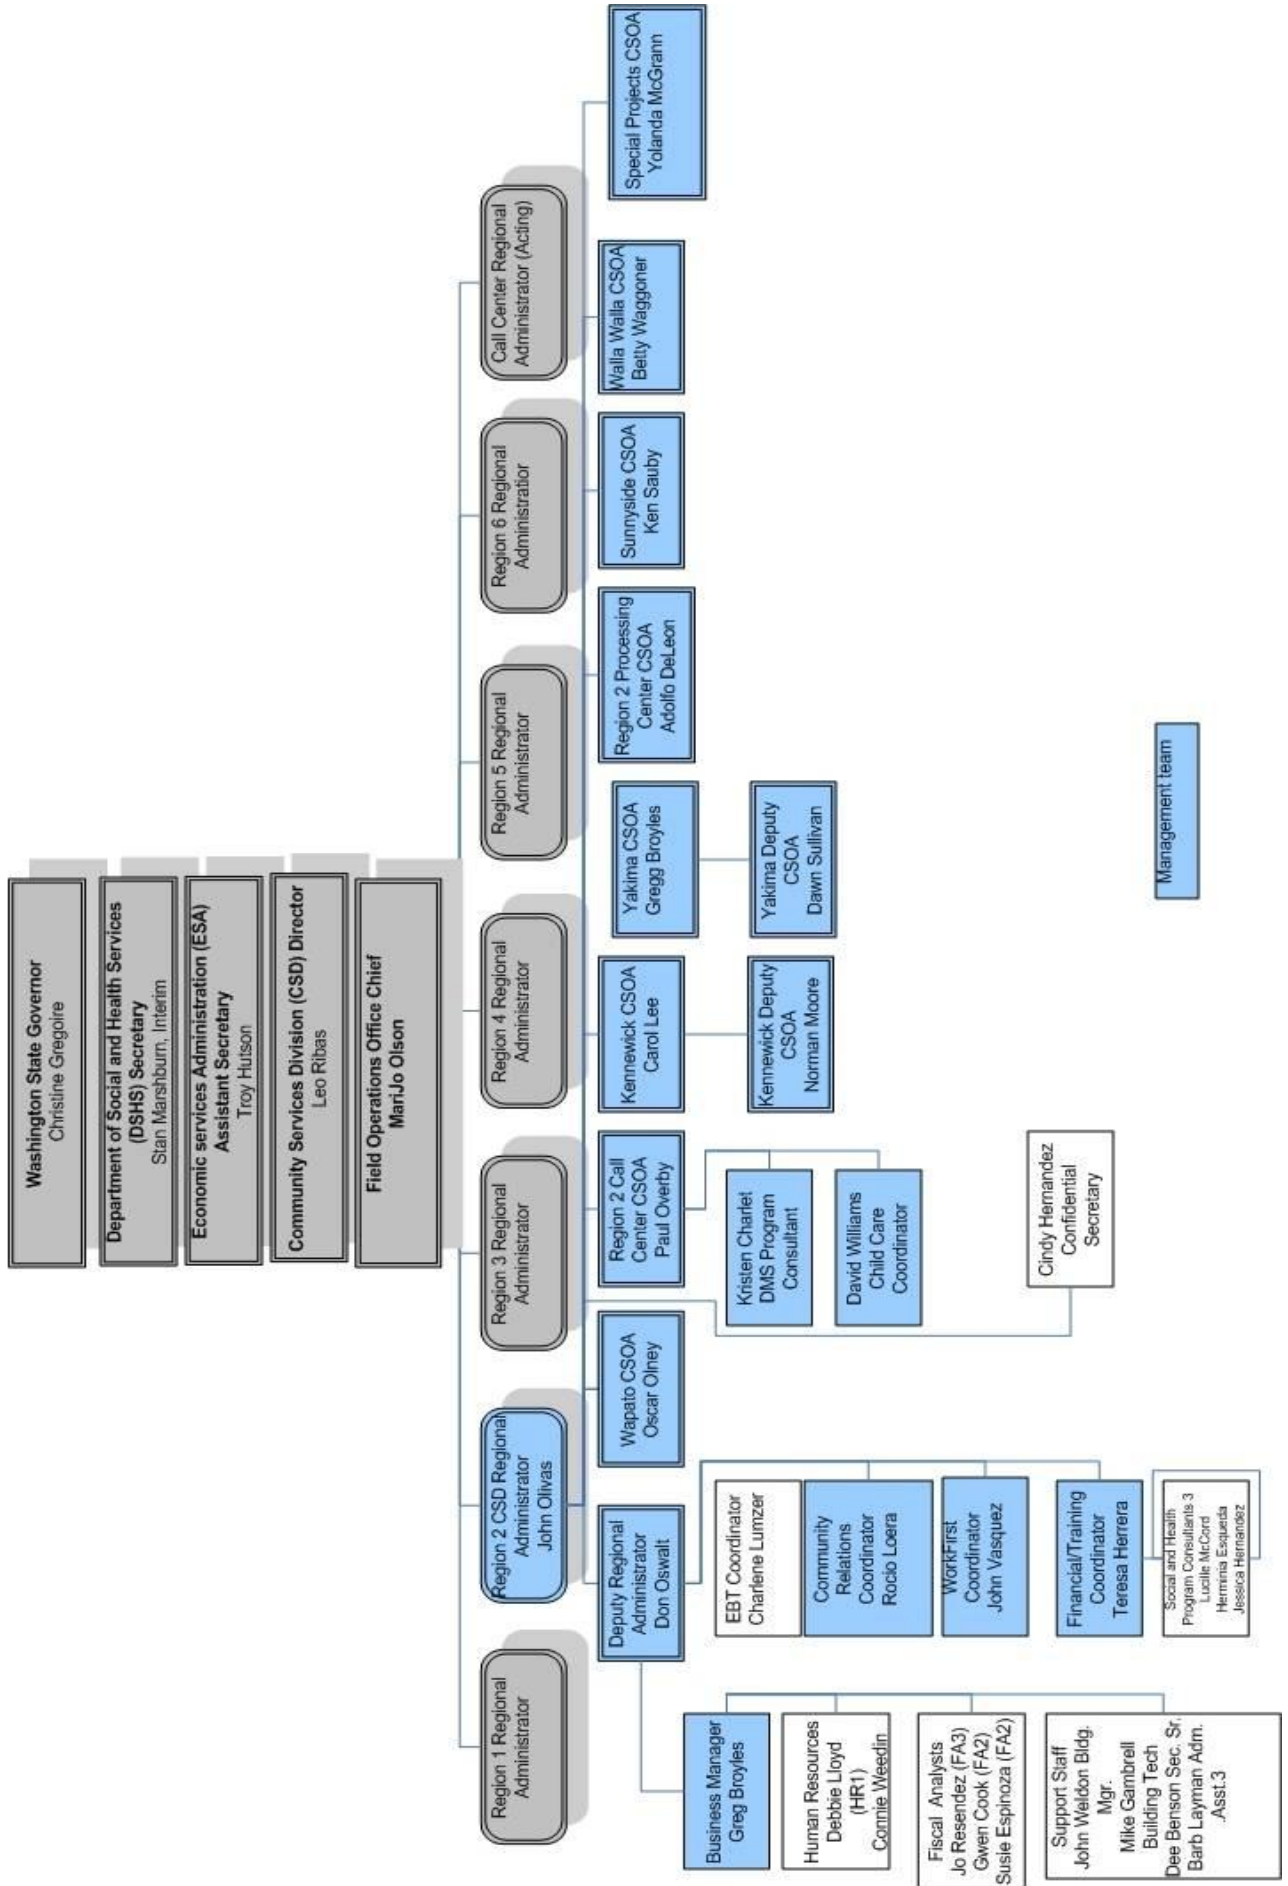 Washington State Governor
Christine Gregoire
Department of Social and Health Services
(DSHS) Secretary
Stan Marshburn, Interim
Economic services Administration (ESA)
Assistant Secretary
Troy Hutson
Community Services Division (CSD) Director
Leo Ribas
Field Operations Office Chief
MariJo Olson
Region 1 Regional
Administrator
Region 2 CSD Regional
Administrator
John Olivas
Region 3 Regional
Administrator
Region 4 Regional
Administrator
Region 5 Regional
Administrator
Region 6 Regional
Administratior
Call Center Regional
Administrator (Acting)
Deputy Regional
Administrator
Don Oswalt
Wapato CSOA
Oscar Olney
Region 2 Call
Center CSOA
Paul Overby
Kennewick CSOA
Carol Lee
Yakima CSOA
Gregg Broyles
Region 2 Processing
Center CSOA
Adolfo DeLeon
Sunnyside CSOA
Ken Sauby
Walla Walla CSOA
Betty Waggoner
Special Projects CSOA
Yolanda McGrann
Business Manager
Greg Broyles
Human Resources
Debbie Lloyd
(HR1)
Connie Weedin
Fiscal Analysts
Jo Resendez (FA3)
Gwen Cook (FA2)
Susie Espinoza (FA2)
Support Staff
John Weldon Bldg.
Mgr.
Mike Gambrell
Building Tech
Dee Benson Sec. Sr.
Barb Layman Adm.
.Asst.3
EBT Coordinator
Charlene Lumzer
Community
Relations
Coordinator
Rocio Loera
WorkFirst
Coordinator
John Vasquez
Financial/Training
Coordinator
Teresa Herrera
Social and Health
Program Consultants 3
Lucille McCord
Herminia Esqueda
Jessica Hernandez
Kristen Charlet
DMS Program
Consultant
David Williams
Child Care
Coordinator
Cindy Hernandez
Confidential
Secretary
Kennewick Deputy
CSOA
Norman Moore
Yakima Deputy
CSOA
Dawn Sullivan
Management team